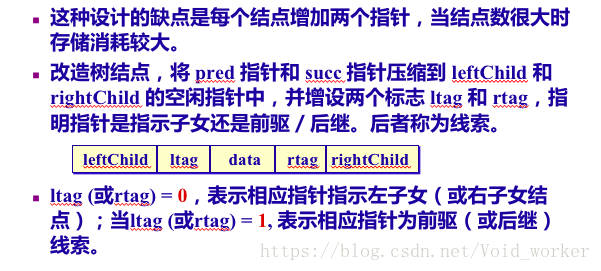 这种设计的缺点是每个结点增加两个指针，当结点数很大时
存储消耗较大。
改造树结点，将 pred 指针和 succ 指针压缩到 leftChild 和
rightChild 的空闲指针中，并增设两个标志 ltag 和 rtag，指
明指针是指示子女还是前驱／后继。后者称为线索。
leftChild ltag data rtag rightChild
ltag (或rtag) = 0，表示相应指针指示左子女（或右子女结
点）；当ltag (或rtag) = 1, 表示相应指针为前驱（或后继）
线索。
https://blog.csdn.net/Void_worker